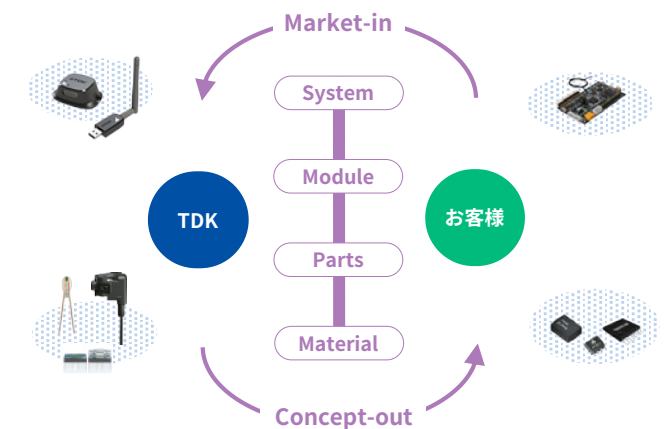 Market-in
System
Module
TDK
お客様
Parts
Material
Concept-out